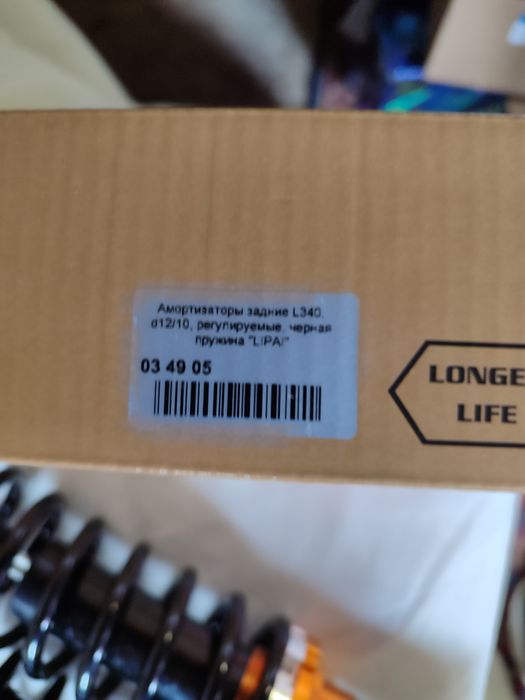 Амортизаторы задние L340,
d12/10, регулируемые, черная
пружина "LIPAI"
03 49 05
LONGE
LIFE